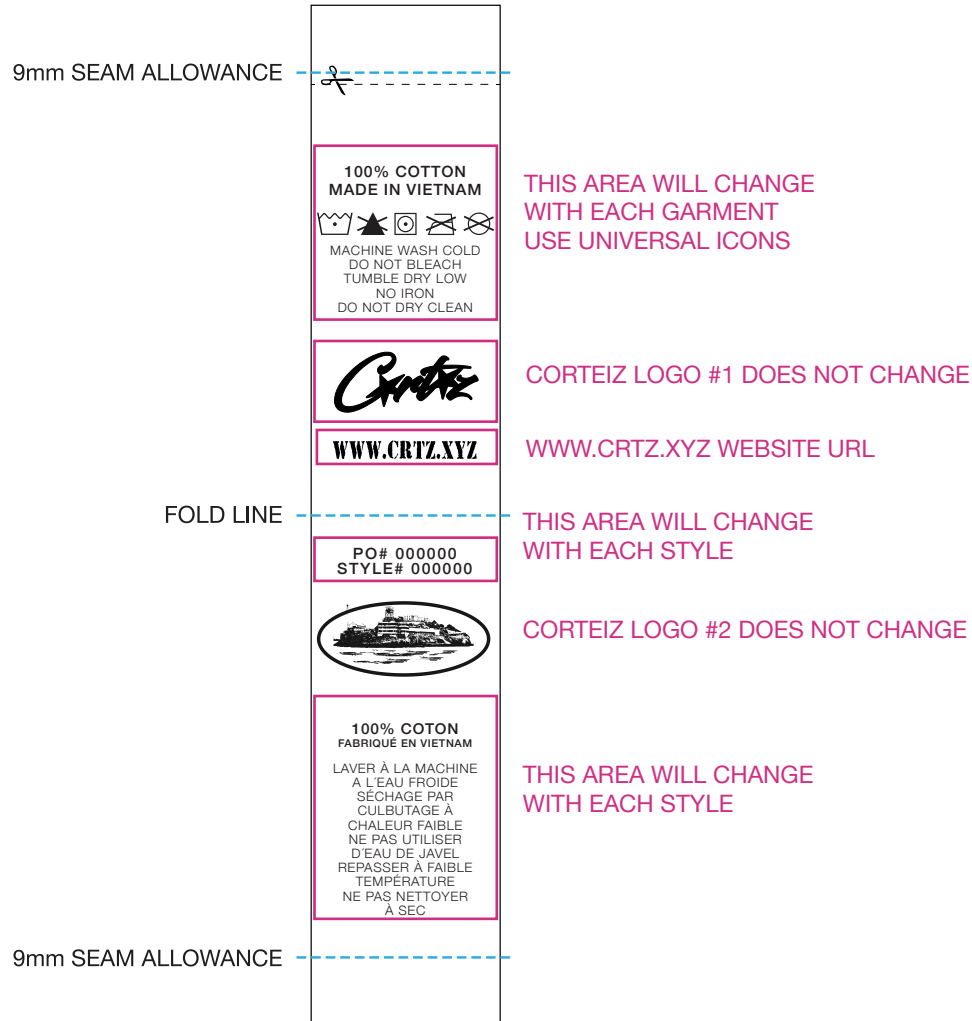 9mm SEAM ALLOWANCE
100% COTTON
MADE IN VIETNAM
MACHINE WASH COLD
DO NOT BLEACH
TUMBLE DRY LOW
NO IRON
DO NOT DRY CLEAN
THIS AREA WILL CHANGE
WITH EACH GARMENT
USE UNIVERSAL ICONS
Crtz
CORTEIZ LOGO #1 DOES NOT CHANGE
WWW.CRTZ.XYZ
WWW.CRTZ.XYZ WEBSITE URL
FOLD LINE
PO# 000000
STYLE# 000000
THIS AREA WILL CHANGE
WITH EACH STYLE
CORTEIZ LOGO #2 DOES NOT CHANGE
100% COTON
FABRIQUÉ EN VIETNAM
LAVER À LA MACHINE
A L´EAU FROIDE
SÉCHAGE PAR
CULBUTAGE À
CHALEUR FAIBLE
NE PAS UTILISER
D´EAU DE JAVEL
REPASSER À FAIBLE
TEMPÉRATURE
NE PAS NETTOYER
À SEC
THIS AREA WILL CHANGE
WITH EACH STYLE
9mm SEAM ALLOWANCE